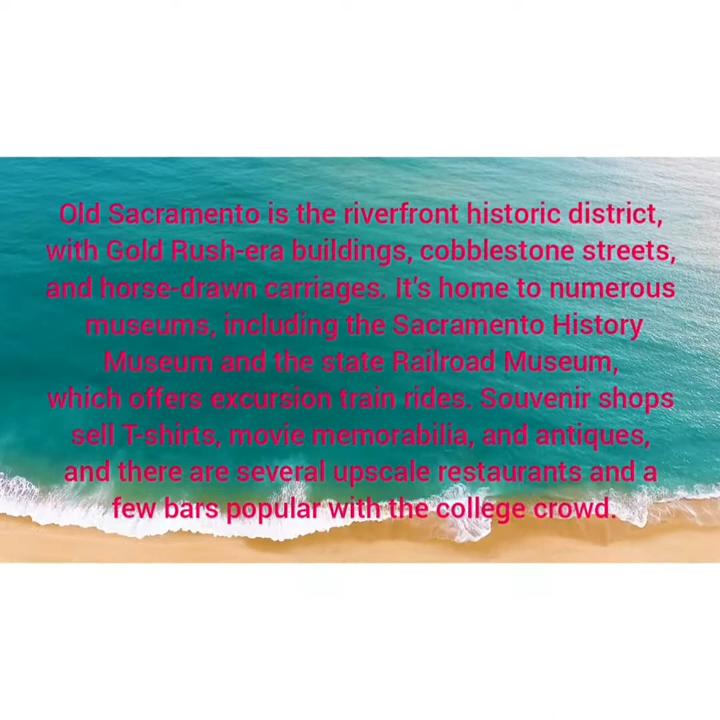 Old Sacramento is the riverfront historic district,
with Gold Rush-era buildings, cobblestone streets,
and horse-drawn carriages. It's home to numerous
museums, including the Sacramento History
Museum and the state Railroad Museum,
which offers excursion train rides. Souvenir shops
sell T-shirts, movie memorabilia, and antiques,
and there are several upscale restaurants and a
few bars popular with the college crowd.